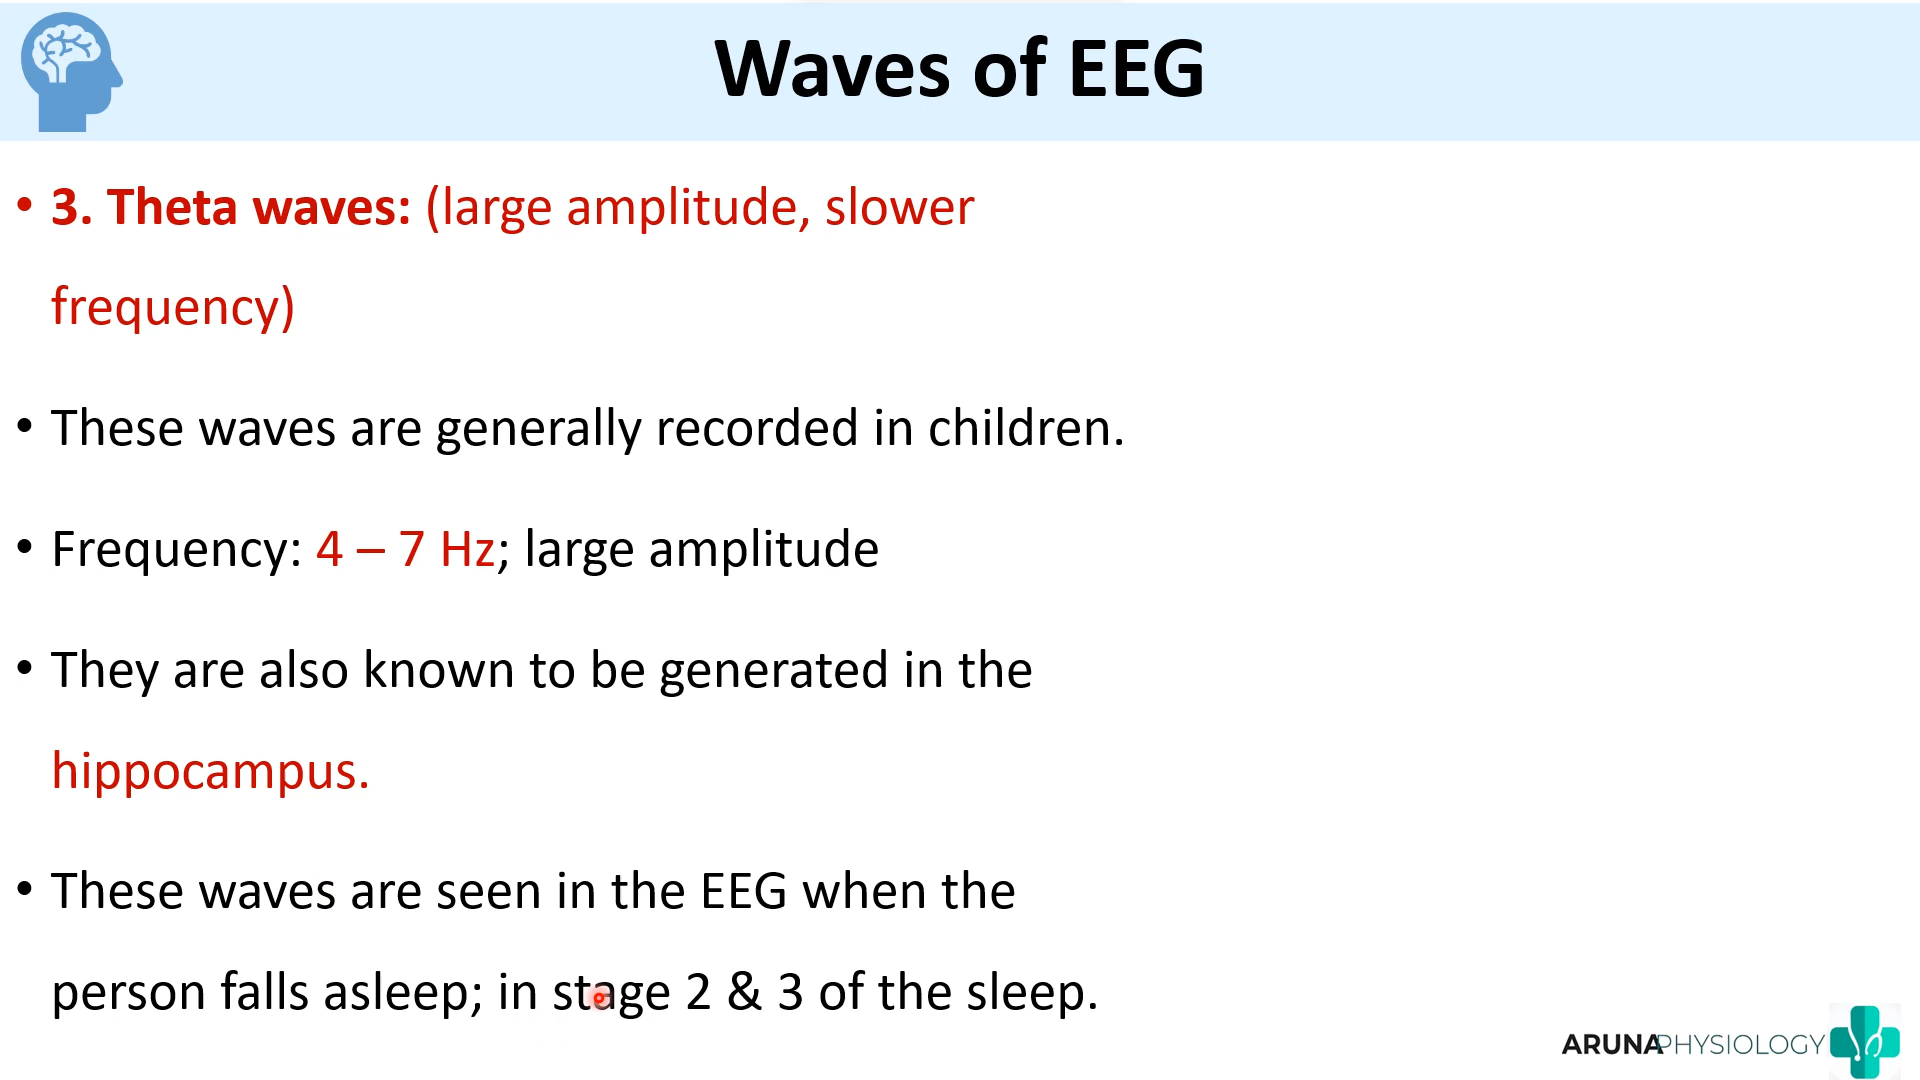 Waves of EEG
• 3. Theta waves: (large amplitude, slower
frequency)
• These waves are generally recorded in children.
• Frequency: 4 – 7 Hz; large amplitude
• They are also known to be generated in the
hippocampus.
• These waves are seen in the EEG when the
person falls asleep; in stage 2 & 3 of the sleep.
ARUNAPHYSIOLOGY